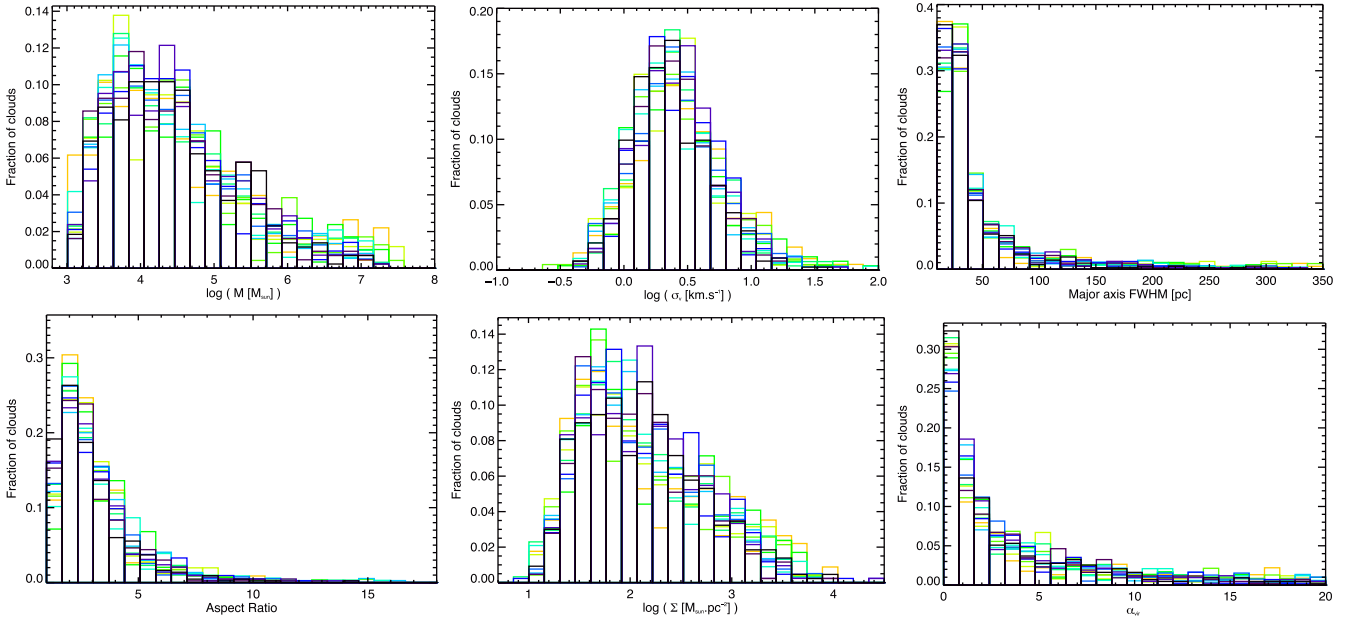 0.14
0.12
0.10
0.08
0.06
0.04
0.02
0.00
Fraction of clouds
3 4 5 6 7 8
log ( M [M_sun] )
0.20
0.15
0.10
0.05
0.00
Fraction of clouds
−1.0 −0.5 0.0 0.5 1.0 1.5 2.0
log ( σ_v [km.s⁻¹] )
0.4
0.3
0.2
0.1
0.0
Fraction of clouds
50 100 150 200 250 300 350
Major axis FWHM [pc]
0.3
0.2
0.1
0.0
Fraction of clouds
5 10 15
Aspect Ratio
0.14
0.12
0.10
0.08
0.06
0.04
0.02
0.00
Fraction of clouds
1 2 3 4
log ( Σ [M_sun.pc⁻²] )
0.30
0.25
0.20
0.15
0.10
0.05
0.00
Fraction of clouds
0 5 10 15 20
α_vir